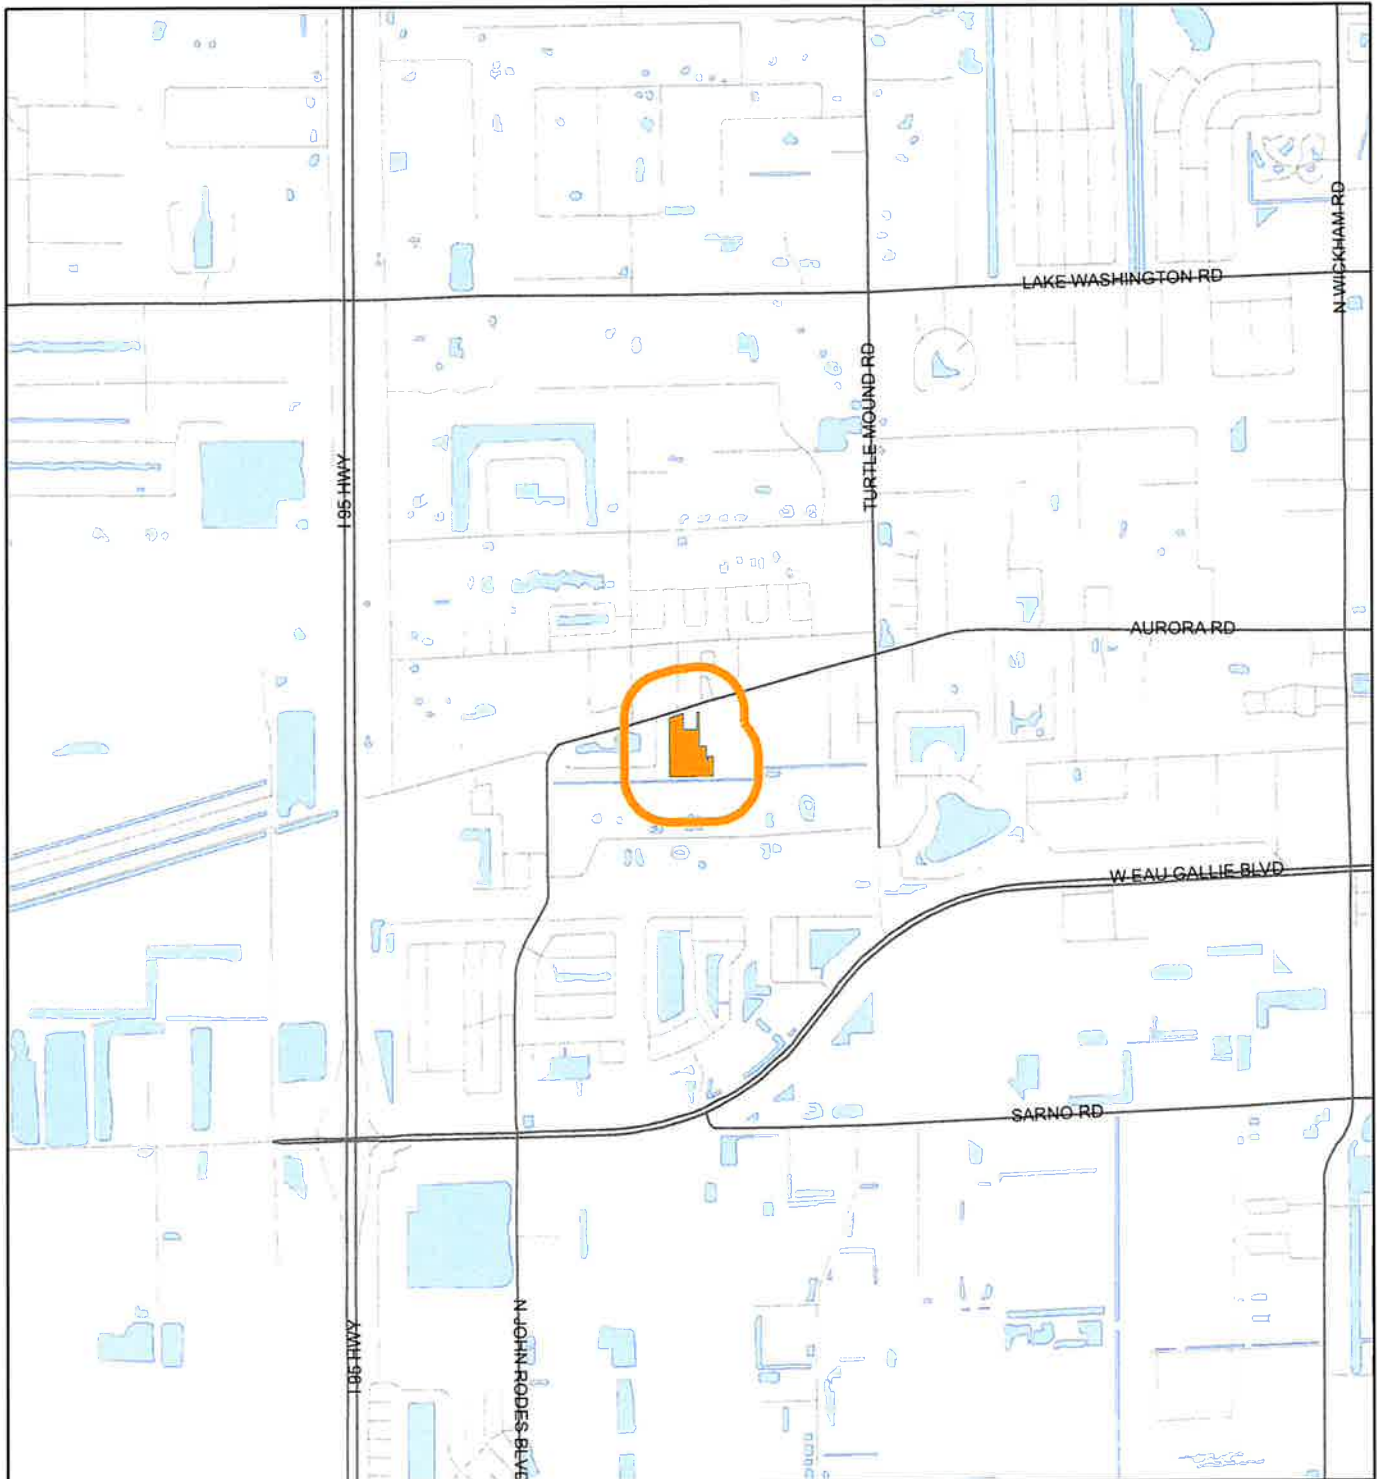 N WICKHAM RD
LAKE WASHINGTON RD
TURTLE MOUND RD
I 95 HWY
AURORA RD
W EAU GALLIE BLVD
SARNO RD
I 95 HWY
N JOHN RODES BLVD